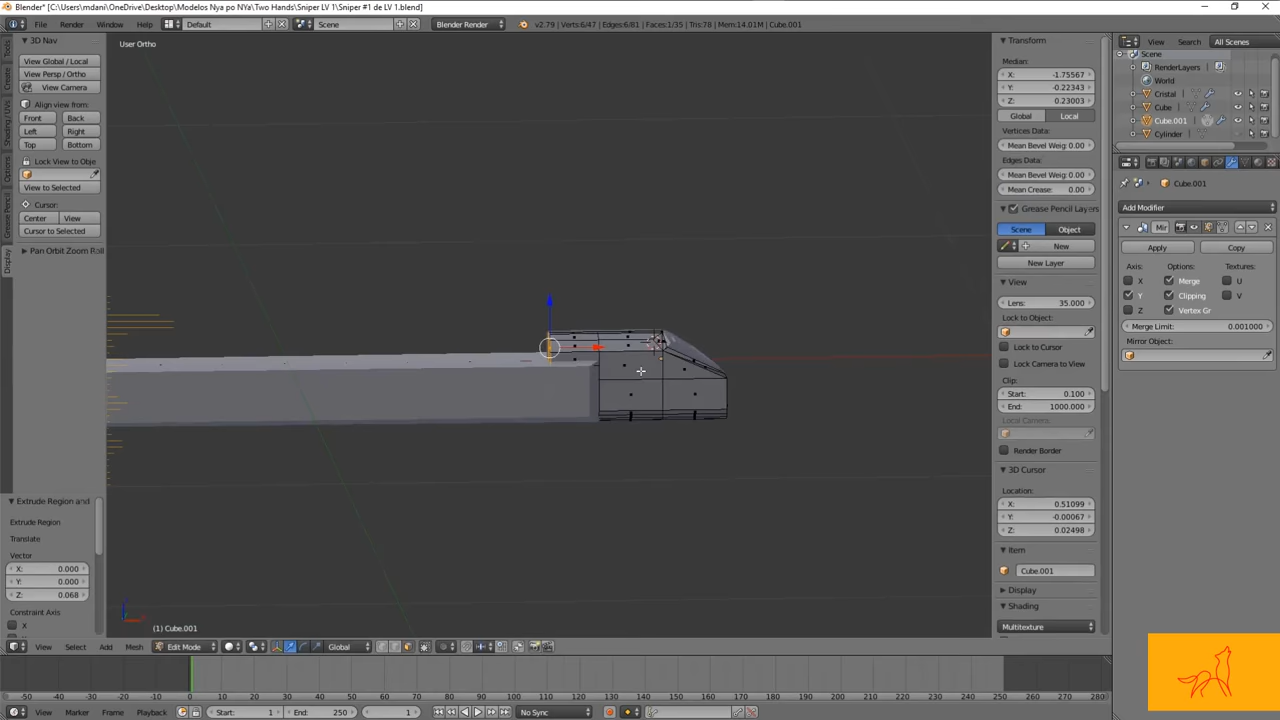 Blender* [C:\Users\mdani\OneDrive\Desktop\Modelos Nya po NYa\Two Hands\Sniper LV 1\Sniper #1 de LV 1.blend]
File Render Window Help Default Scene Blender Render v2.79 | Verts:6/47 | Edges:6/81 | Faces:1/35 | Tris:78 | Mem:14.01M | Cube.001
View Search All Scenes
3D Nav
View Global / Local
View Persp / Ortho
View Camera
Align view from:
Front Back
Left Right
Top Bottom
Lock View to Obje
View to Selected
Cursor:
Center View
Cursor to Selected
Pan Orbit Zoom Roll
Tools
Create
Shading / UVs
Options
Grease Pencil
Display
Extrude Region and
Extrude Region
Translate
Vector
X: 0.000
Y: 0.000
Z: 0.068
Constraint Axis
X
User Ortho
(1) Cube.001
Transform
Median:
X: -1.75567
Y: -0.22343
Z: 0.23003
Global Local
Vertices Data:
Mean Bevel Weig: 0.00
Edges Data:
Mean Bevel Weig: 0.00
Mean Crease: 0.00
Grease Pencil Layers
Scene Object
New
New Layer
View
Lens: 35.000
Lock to Object:
Lock to Cursor
Lock Camera to View
Clip:
Start: 0.100
End: 1000.000
Local Camera:
Render Border
3D Cursor
Location:
X: 0.51099
Y: -0.00067
Z: 0.02498
Item
Cube.001
Display
Shading
Multitexture
Scene
RenderLayers
World
Cristal
Cube
Cube.001
Cylinder
Cube.001
Add Modifier
Mir
Apply Copy
Axis: Options: Textures:
X Merge U
Y Clipping V
Z Vertex Gr
Merge Limit: 0.001000
Mirror Object:
View Select Add Mesh Edit Mode Global
-50 -40 -30 -20 -10 0 10 20 30 40 50 60 70 80 90 100 110 120 130 140 150 160 170 180 190 200 210 220 230 240 250 260 270 280
View Marker Frame Playback Start: 1 End: 250 1 No Sync